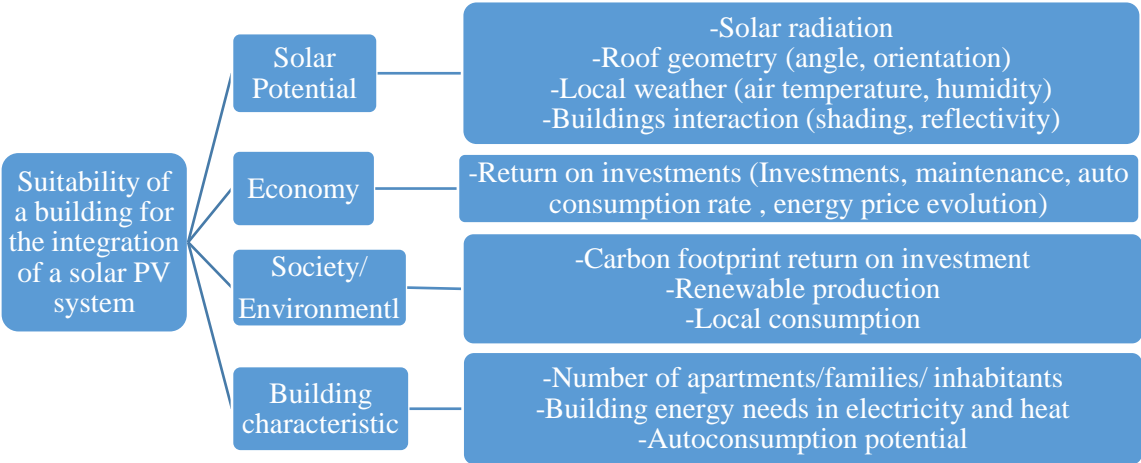 Suitability of
a building for
the integration
of a solar PV
system
Solar
Potential
-Solar radiation
-Roof geometry (angle, orientation)
-Local weather (air temperature, humidity)
-Buildings interaction (shading, reflectivity)
Economy
-Return on investments (Investments, maintenance, auto
consumption rate , energy price evolution)
Society/
Environmentl
-Carbon footprint return on investment
-Renewable production
-Local consumption
Building
characteristic
-Number of apartments/families/ inhabitants
-Building energy needs in electricity and heat
-Autoconsumption potential